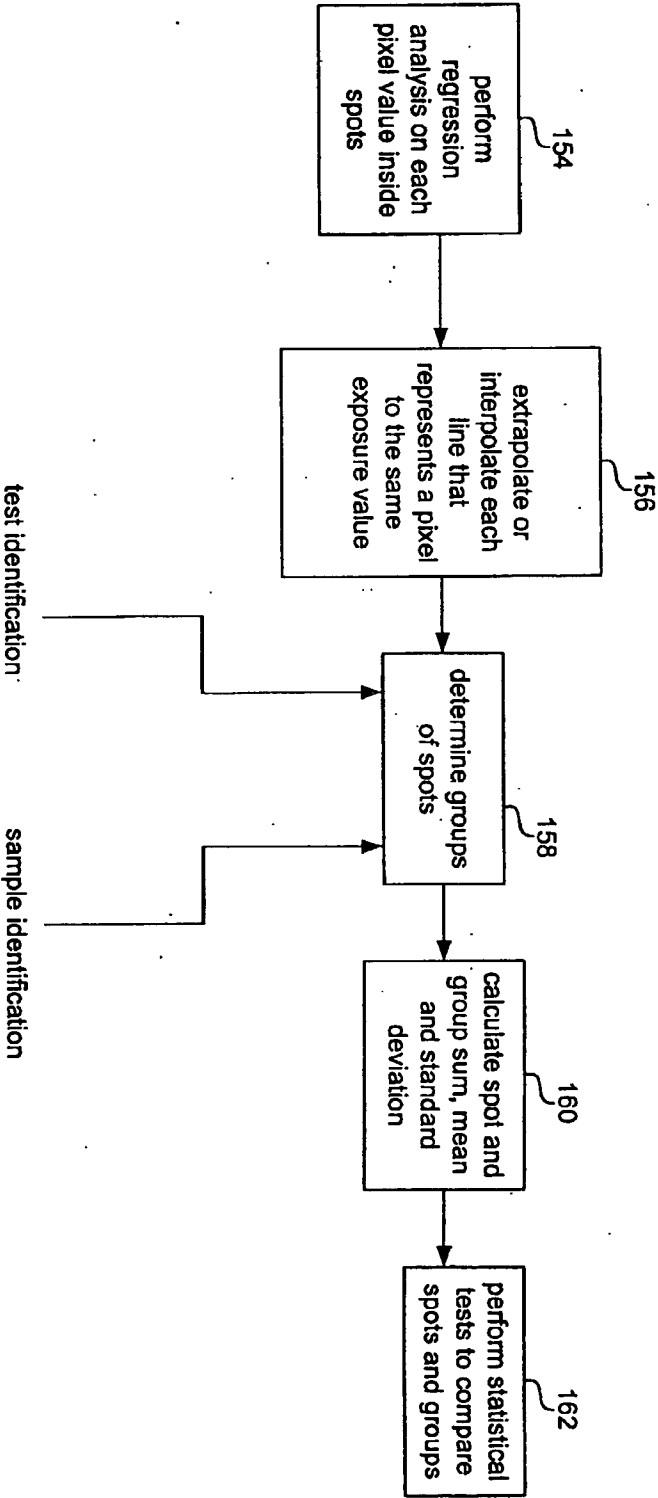 154
perform
regression
analysis on each
pixel value inside
spots
156
extrapolate or
interpolate each
line that
represents a pixel
to the same
exposure value
158
determine groups
of spots
160
calculate spot and
group sum, mean
and standard
deviation
162
perform statistical
tests to compare
spots and groups
test identification
sample identification